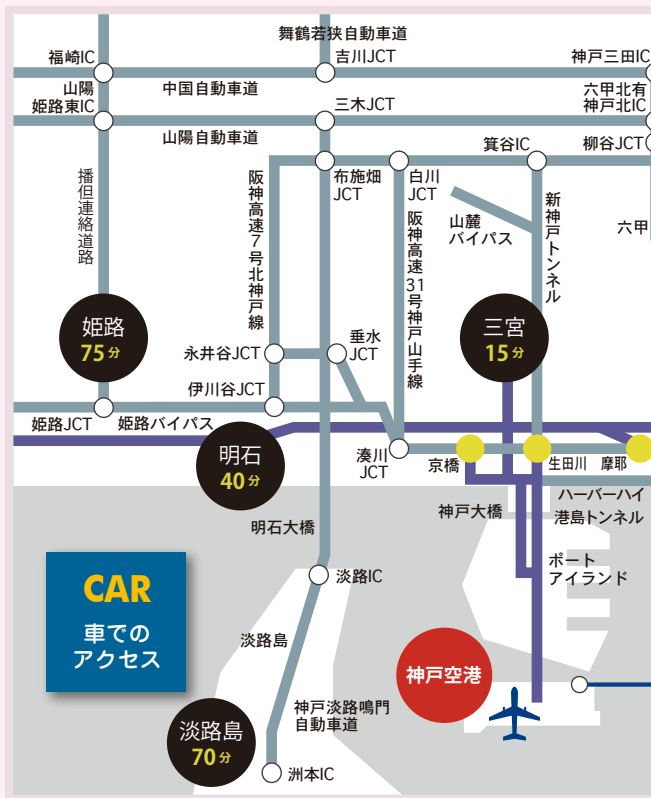 舞鶴若狭自動車道
福崎IC
吉川JCT
神戸三田IC
山陽
姫路東IC
中国自動車道
六甲北有
神戸北IC
三木JCT
山陽自動車道
箕谷IC
柳谷JCT
播但連絡道路
阪神高速7号北神戸線
布施畑
JCT
白川
JCT
阪神高速31号神戸山手線
山麓
バイパス
新神戸トンネル
六甲
姫路
75分
三宮
15分
永井谷JCT
垂水
JCT
伊川谷JCT
姫路JCT
姫路バイパス
明石
40分
湊川
JCT
京橋
生田川
摩耶
ハーバーハイ
神戸大橋
港島トンネル
明石大橋
ポート
アイランド
CAR
車での
アクセス
淡路IC
淡路島
神戸空港
神戸淡路鳴門
自動車道
淡路島
70分
洲本IC